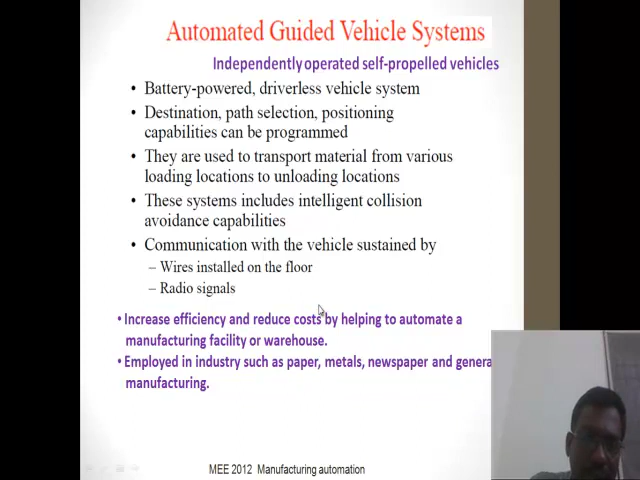 Automated Guided Vehicle Systems
Independently operated self-propelled vehicles
• Battery-powered, driverless vehicle system
• Destination, path selection, positioning
capabilities can be programmed
• They are used to transport material from various
loading locations to unloading locations
• These systems includes intelligent collision
avoidance capabilities
• Communication with the vehicle sustained by
– Wires installed on the floor
– Radio signals
• Increase efficiency and reduce costs by helping to automate a
manufacturing facility or warehouse.
• Employed in industry such as paper, metals, newspaper and genera
manufacturing.
MEE 2012 Manufacturing automation